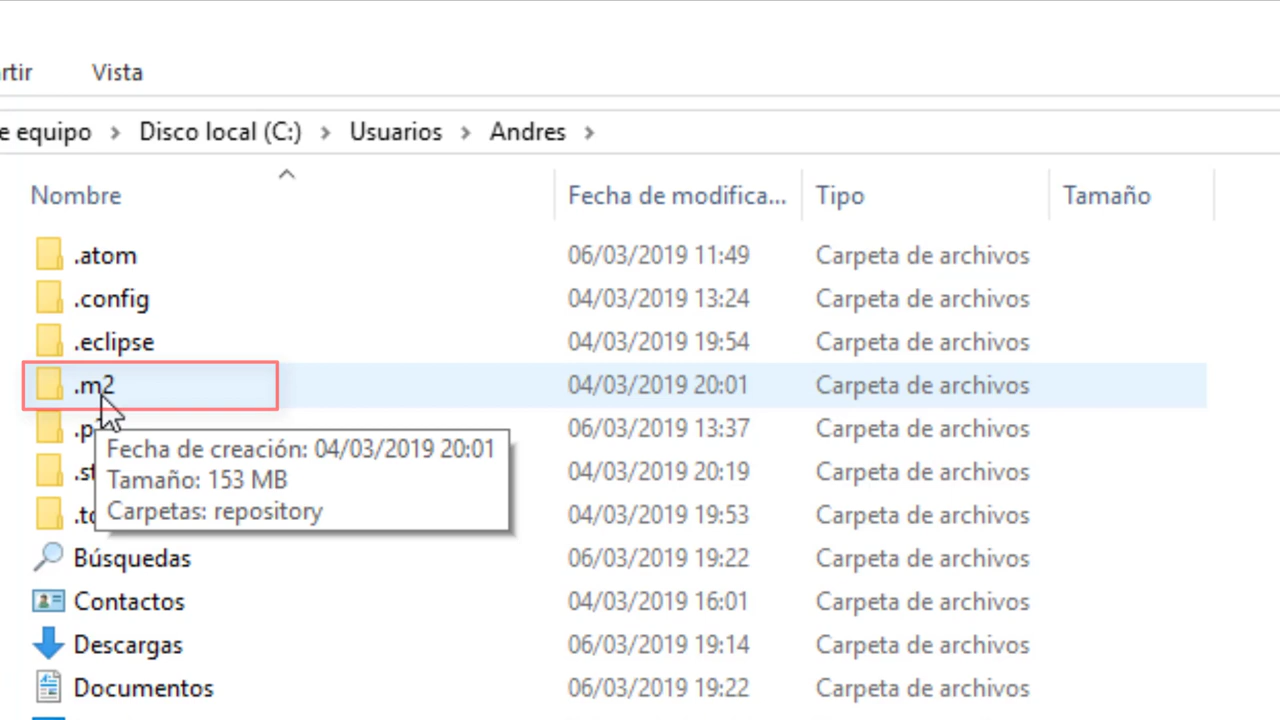 rtir Vista
e equipo > Disco local (C:) > Usuarios > Andres >
Nombre Fecha de modifica... Tipo Tamaño
.atom 06/03/2019 11:49 Carpeta de archivos
.config 04/03/2019 13:24 Carpeta de archivos
.eclipse 04/03/2019 19:54 Carpeta de archivos
.m2 04/03/2019 20:01 Carpeta de archivos
06/03/2019 13:37 Carpeta de archivos
Fecha de creación: 04/03/2019 20:01
04/03/2019 20:19 Carpeta de archivos
Tamaño: 153 MB
Carpetas: repository
04/03/2019 19:53 Carpeta de archivos
Búsquedas 06/03/2019 19:22 Carpeta de archivos
Contactos 04/03/2019 16:01 Carpeta de archivos
Descargas 06/03/2019 19:14 Carpeta de archivos
Documentos 06/03/2019 19:22 Carpeta de archivos